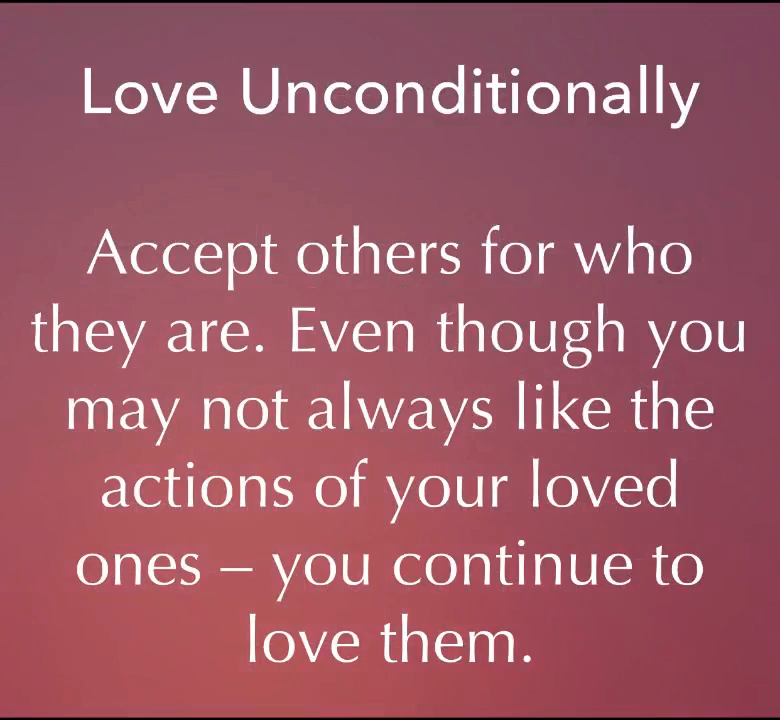 Love Unconditionally
Accept others for who
they are. Even though you
may not always like the
actions of your loved
ones – you continue to
love them.